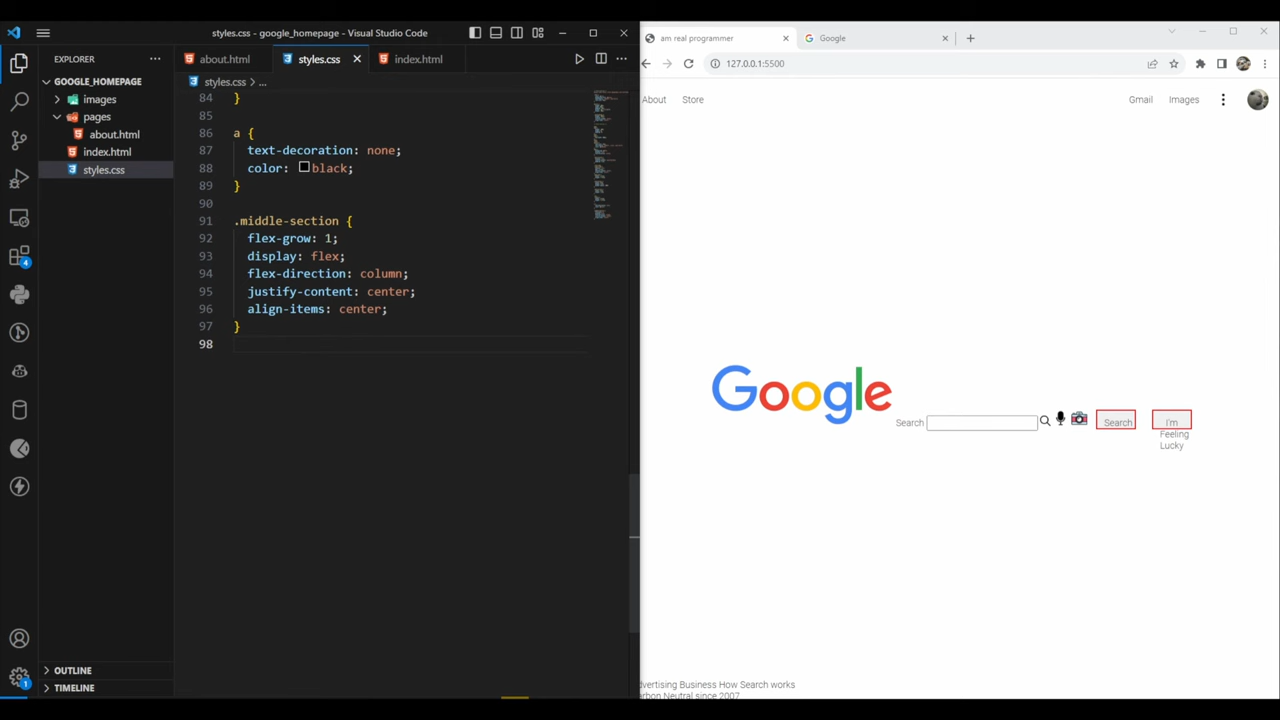 styles.css - google_homepage - Visual Studio Code
EXPLORER
GOOGLE_HOMEPAGE
images
pages
about.html
index.html
styles.css
OUTLINE
TIMELINE
4
1
about.html
styles.css
index.html
styles.css > ...
84 }
85
86 a {
87 text-decoration: none;
88 color: black;
89 }
90
91 .middle-section {
92 flex-grow: 1;
93 display: flex;
94 flex-direction: column;
95 justify-content: center;
96 align-items: center;
97 }
98
am real programmer
Google
127.0.0.1:5500
About Store
Gmail Images
Google
Search
Search
I'm
Feeling
Lucky
dvertising Business How Search works
arbon Neutral since 2007